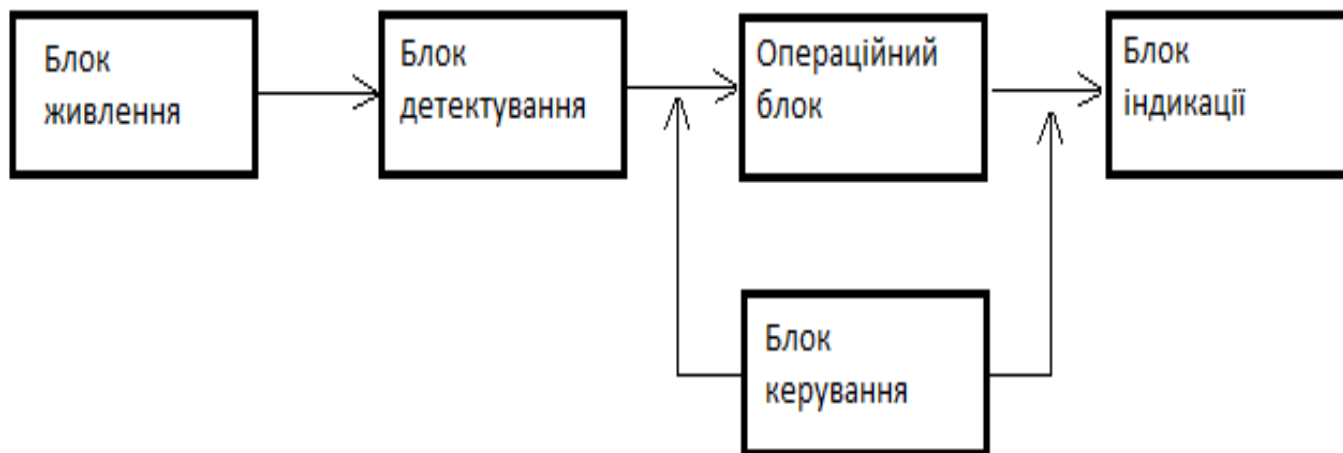 Блок
живлення
Блок
детектування
Операційний
блок
Блок
індикації
Блок
керування